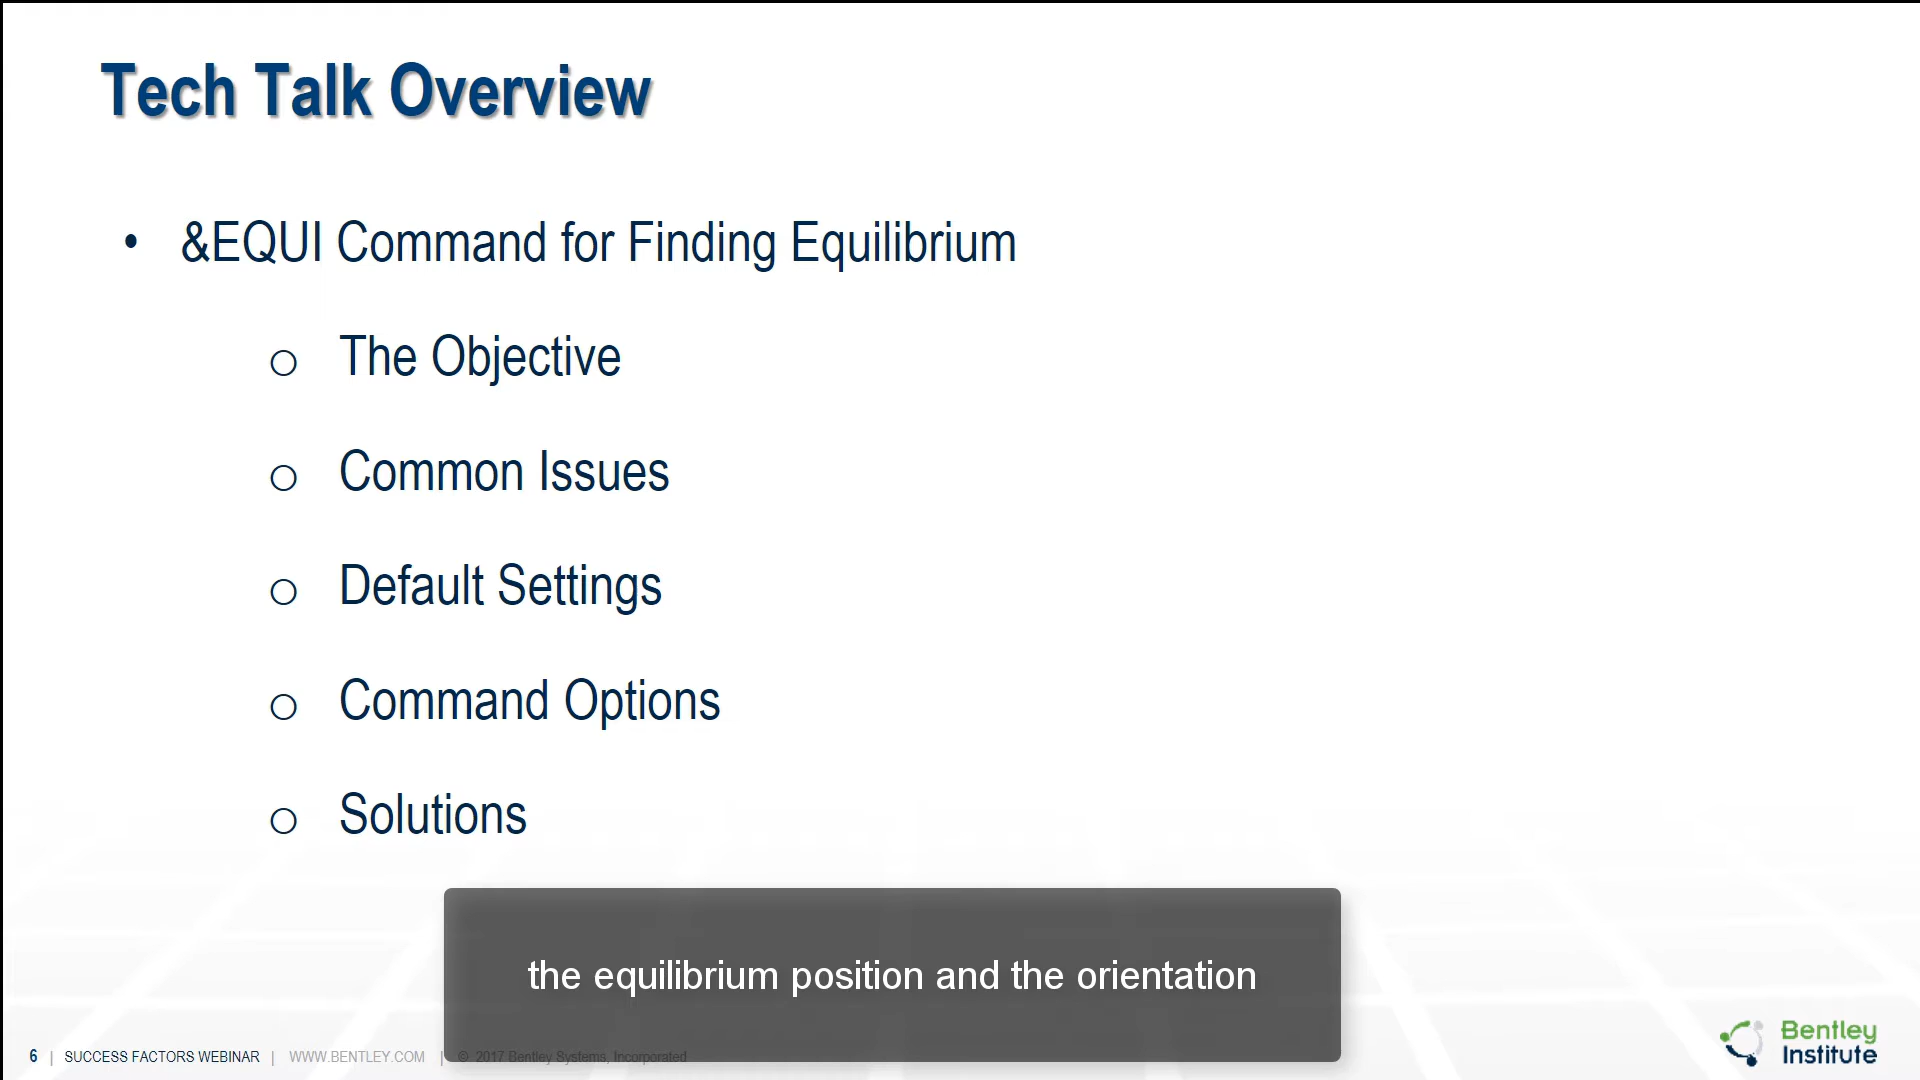 Tech Talk Overview
• &EQUI Command for Finding Equilibrium
o The Objective
o Common Issues
o Default Settings
o Command Options
o Solutions
the equilibrium position and the orientation
6 | SUCCESS FACTORS WEBINAR | WWW.BENTLEY.COM | © 2017 Bentley Systems, Incorporated
Bentley
Institute